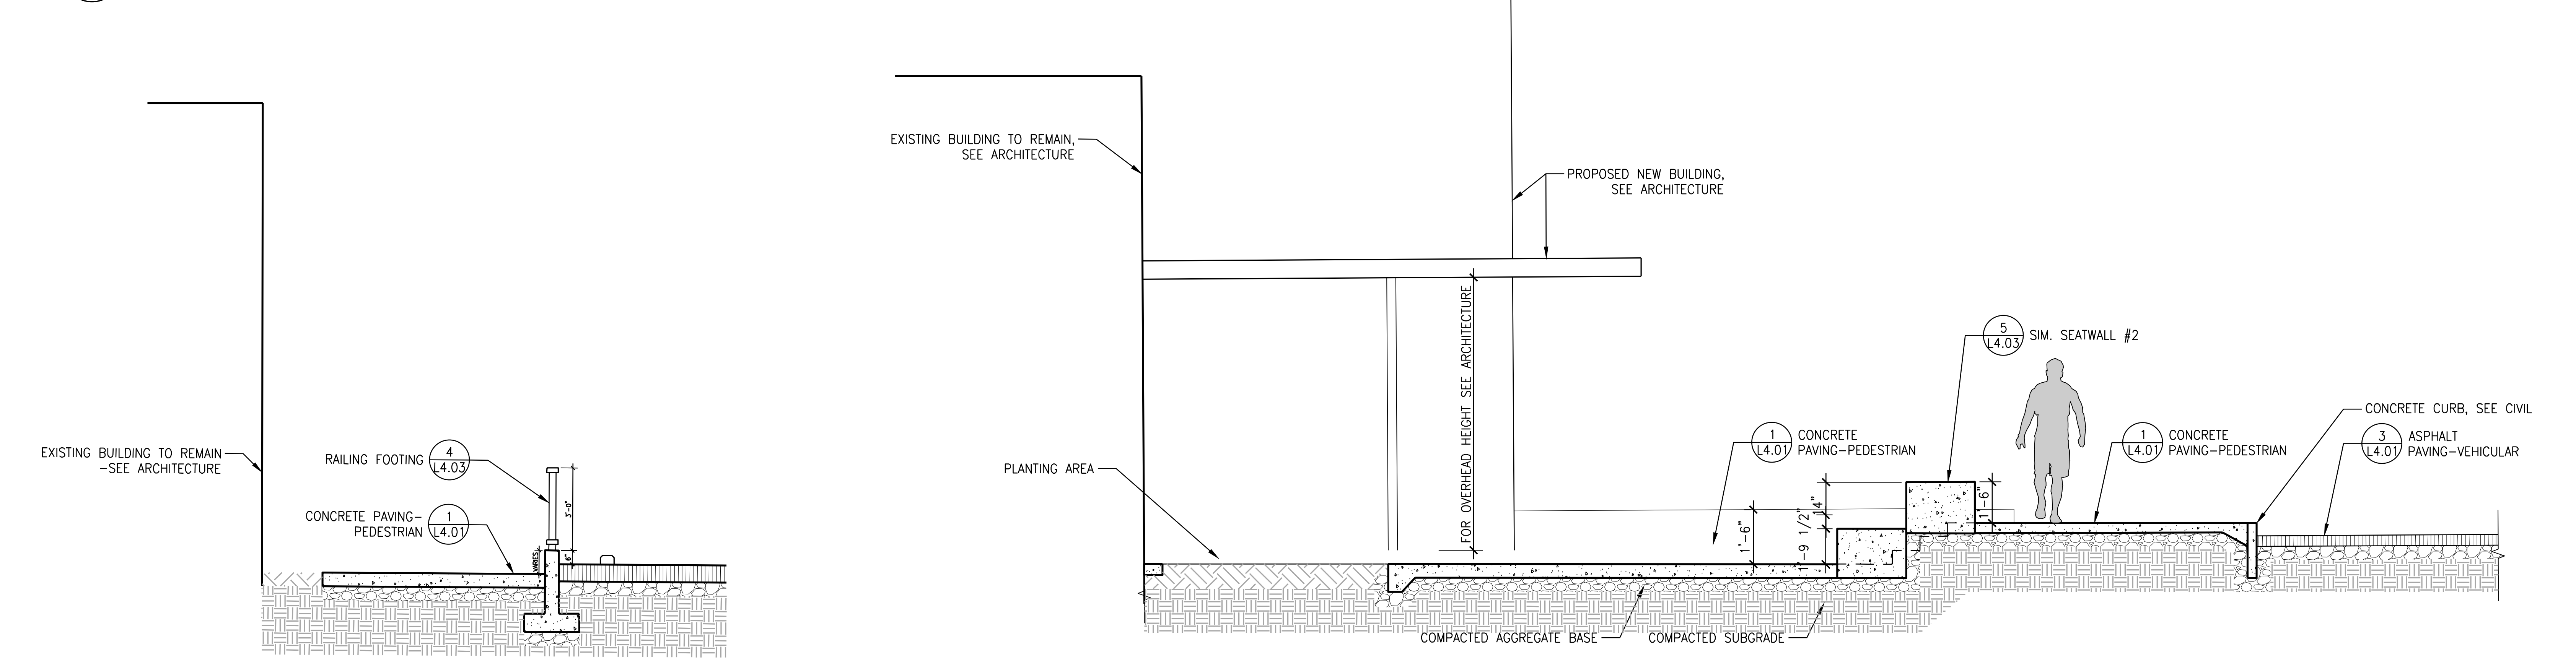 EXISTING BUILDING TO REMAIN
-SEE ARCHITECTURE
RAILING FOOTING
4
L4.03
CONCRETE PAVING-
PEDESTRIAN
1
L4.01
VARIES
3'-0"
6"
EXISTING BUILDING TO REMAIN,
SEE ARCHITECTURE
PROPOSED NEW BUILDING,
SEE ARCHITECTURE
PLANTING AREA
FOR OVERHEAD HEIGHT SEE ARCHITECTURE
1
L4.01
CONCRETE
PAVING-PEDESTRIAN
1'-6"
1'-9 1/2"
14"
5
L4.03
SIM. SEATWALL #2
1'-6"
1
L4.01
CONCRETE
PAVING-PEDESTRIAN
CONCRETE CURB, SEE CIVIL
3
L4.01
ASPHALT
PAVING-VEHICULAR
COMPACTED AGGREGATE BASE
COMPACTED SUBGRADE